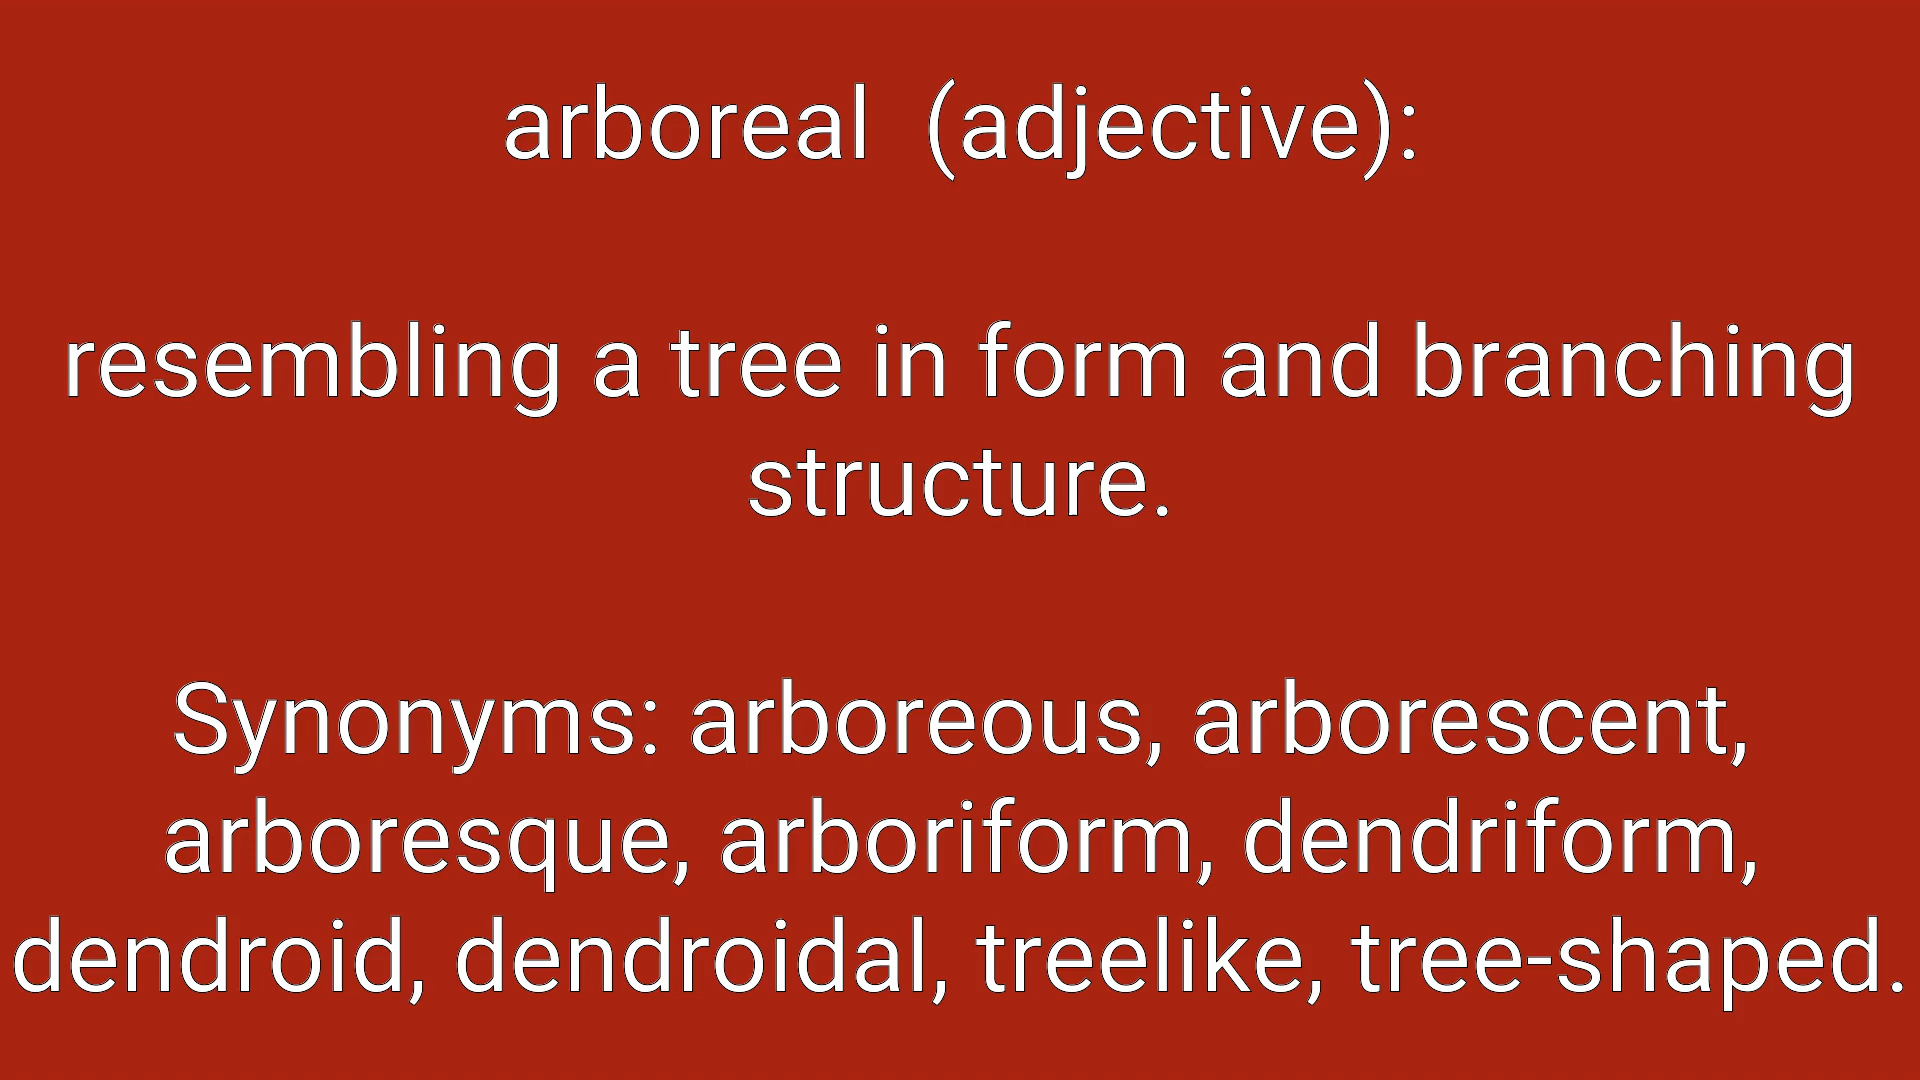 arboreal (adjective):
resembling a tree in form and branching
structure.
Synonyms: arboreous, arborescent,
arboresque, arboriform, dendriform,
dendroid, dendroidal, treelike, tree-shaped.